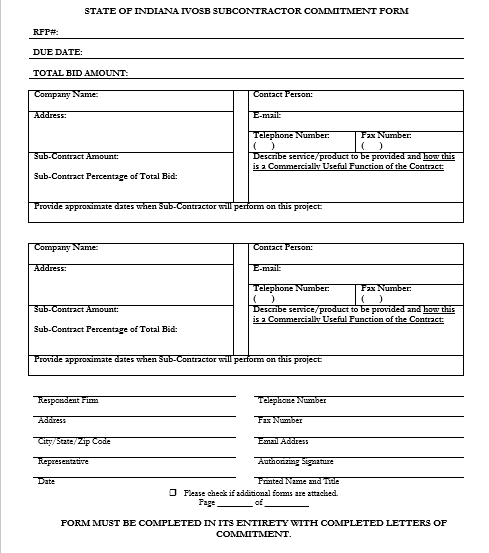 STATE OF INDIANA IVOSB SUBCONTRACTOR COMMITMENT FORM
RFP#:
DUE DATE:
TOTAL BID AMOUNT:
Company Name:
Contact Person:
Address:
E-mail:
Telephone Number:
Fax Number:
( )
( )
Sub-Contract Amount:
Describe service/product to be provided and how this
is a Commercially Useful Function of the Contract:
Sub-Contract Percentage of Total Bid:
Provide approximate dates when Sub-Contractor will perform on this project:
Company Name:
Contact Person:
Address:
E-mail:
Telephone Number:
Fax Number:
( )
( )
Sub-Contract Amount:
Describe service/product to be provided and how this
is a Commercially Useful Function of the Contract:
Sub-Contract Percentage of Total Bid:
Provide approximate dates when Sub-Contractor will perform on this project:
Respondent Firm
Telephone Number
Address
Fax Number
City/State/Zip Code
Email Address
Representative
Authorizing Signature
Date
Printed Name and Title
☐ Please check if additional forms are attached.
Page ________ of __________
FORM MUST BE COMPLETED IN ITS ENTIRETY WITH COMPLETED LETTERS OF
COMMITMENT.